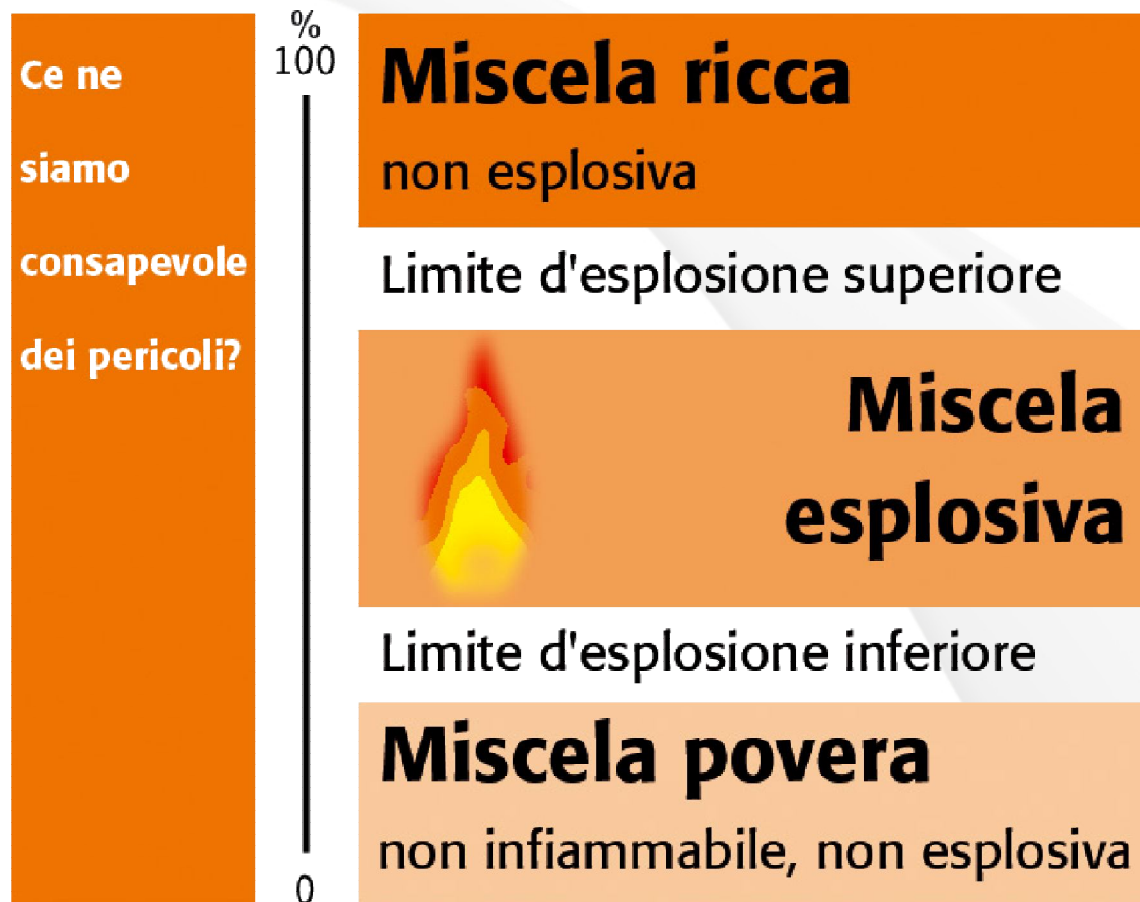 Ce ne
siamo
consapevole
dei pericoli?
%
100
0
Miscela ricca
non esplosiva
Limite d'esplosione superiore
Miscela
esplosiva
Limite d'esplosione inferiore
Miscela povera
non infiammabile, non esplosiva